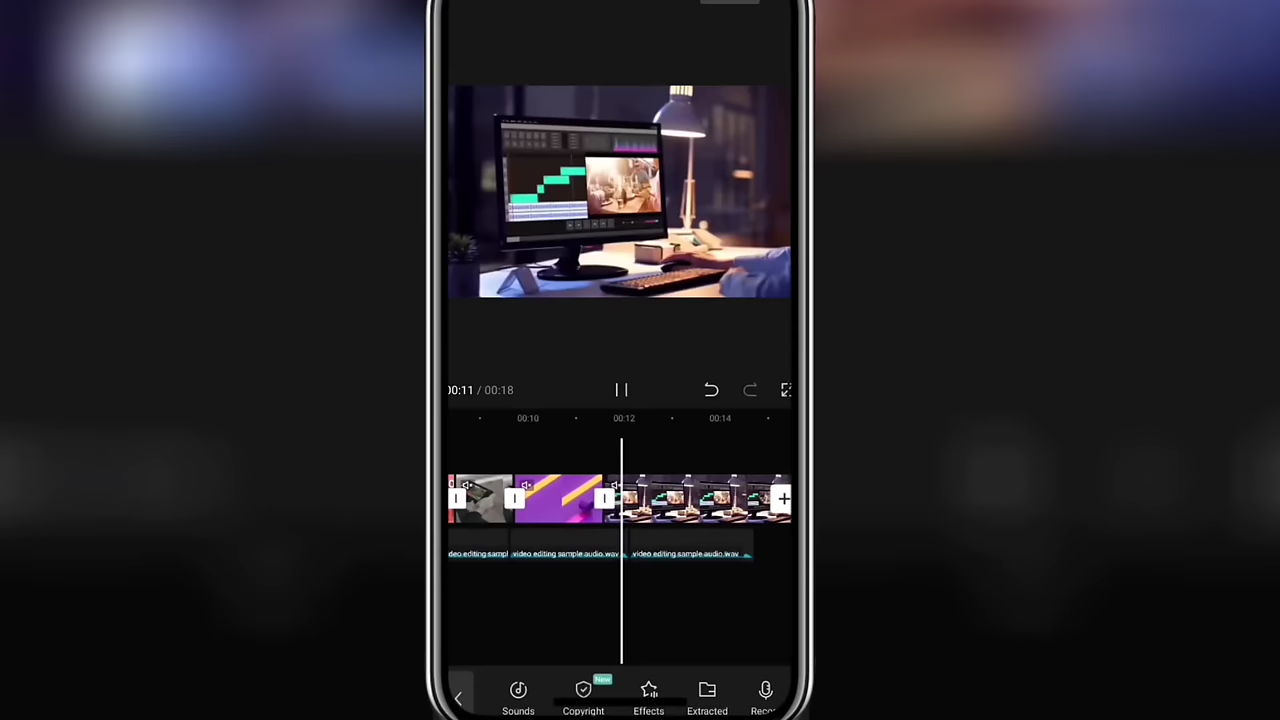 00:11 / 00:18
00:10 00:12 00:14
deo editing sampl video editing sample audio.wav video editing sample audio.wav
New
Sounds Copyright Effects Extracted Reco